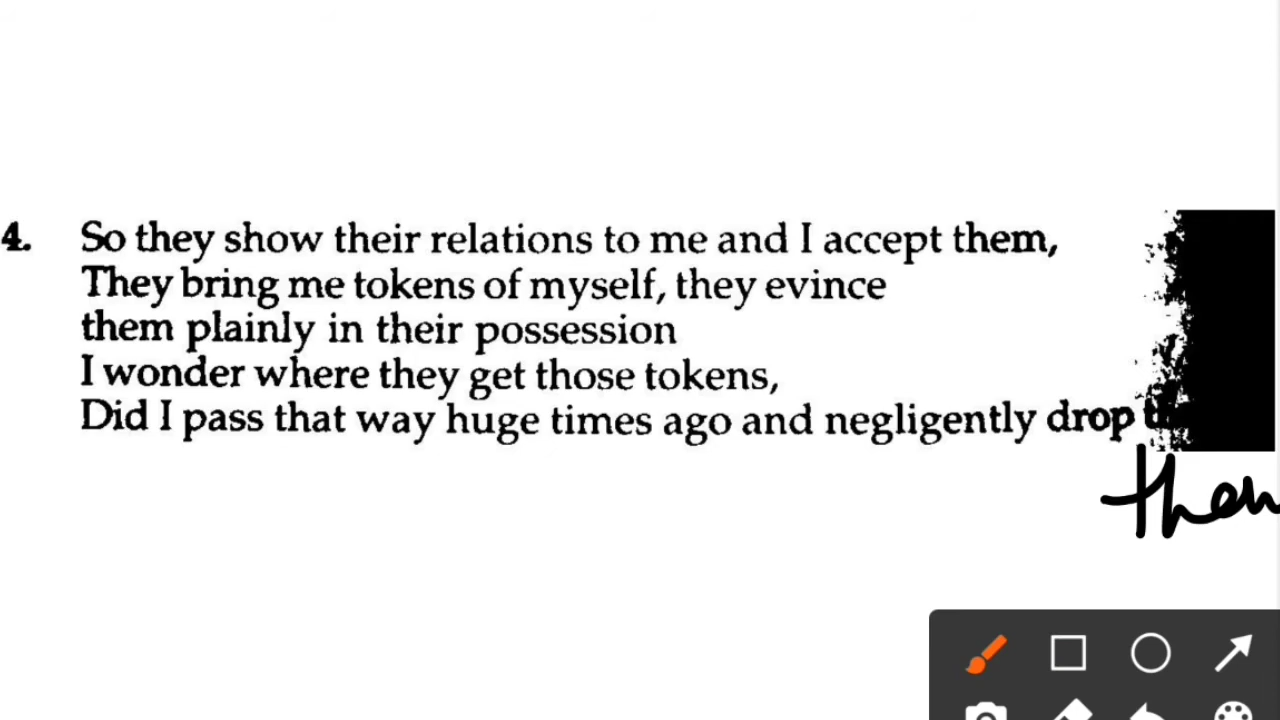 4. So they show their relations to me and I accept them,
They bring me tokens of myself, they evince
them plainly in their possession
I wonder where they get those tokens,
Did I pass that way huge times ago and negligently drop
them